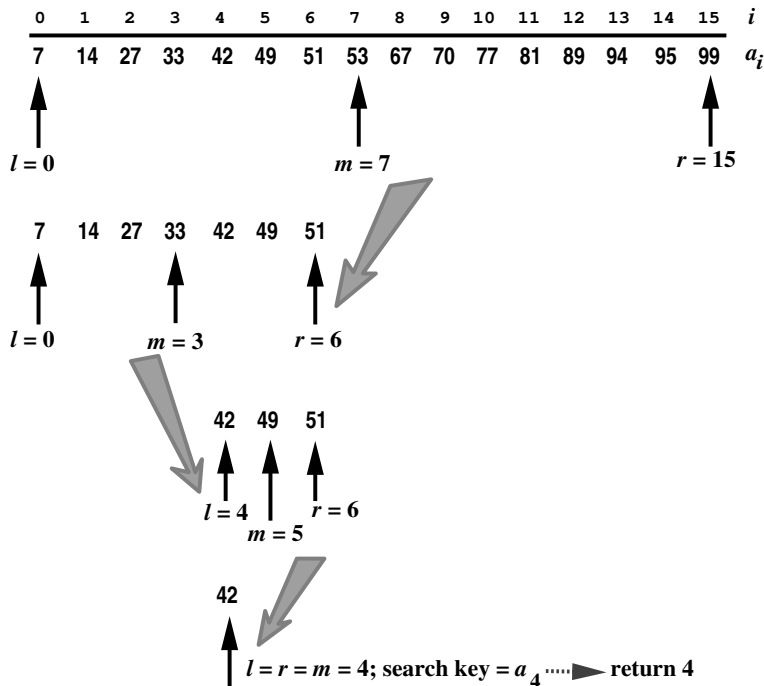 0 1 2 3 4 5 6 7 8 9 10 11 12 13 14 15 i
7 14 27 33 42 49 51 53 67 70 77 81 89 94 95 99 a_i
l = 0 m = 7 r = 15
7 14 27 33 42 49 51
l = 0 m = 3 r = 6
42 49 51
l = 4 m = 5 r = 6
42
l = r = m = 4; search key = a_4 return 4